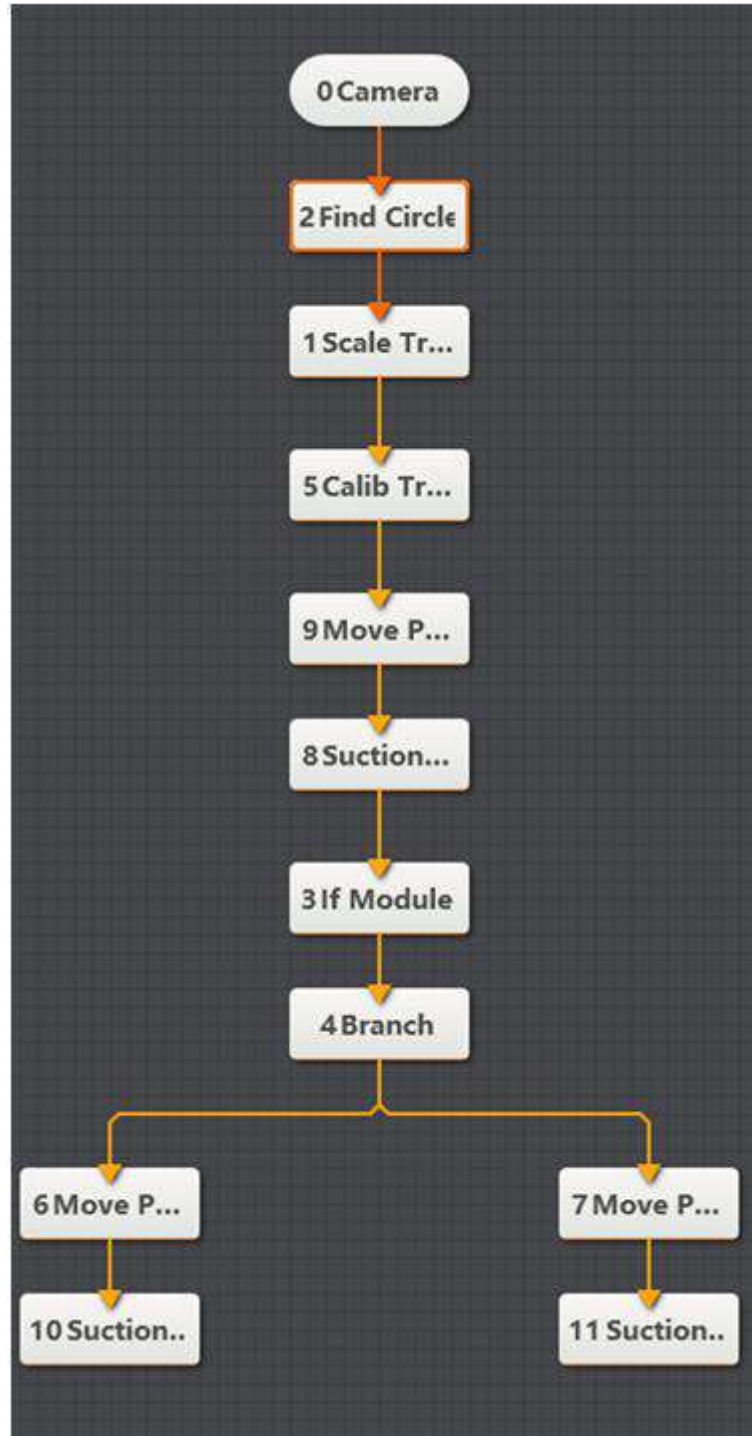 0 Camera
2 Find Circle
1 Scale Tr...
5 Calib Tr...
9 Move P...
8 Suction...
3 If Module
4 Branch
6 Move P...
7 Move P...
10 Suction..
11 Suction..